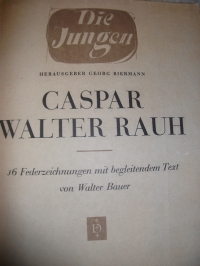 Die
Jungen
HERAUSGEBER GEORG BIERMANN
CASPAR
WALTER RAUH
16 Federzeichnungen mit begleitendem Text
von Walter Bauer